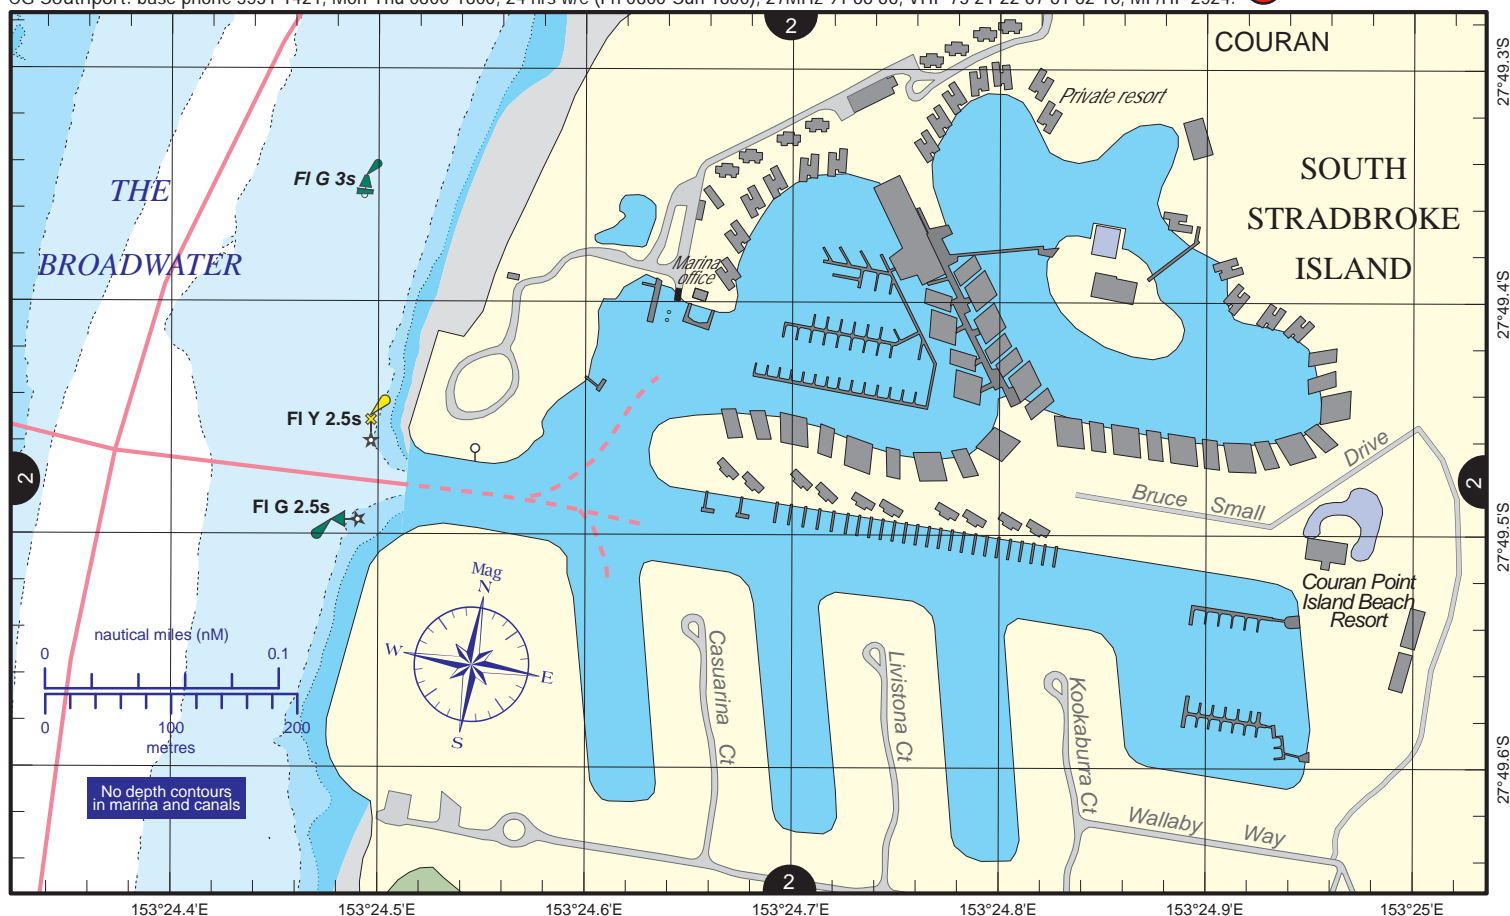 COURAN
Private resort
27°49.3'S
SOUTH
STRADBROKE
ISLAND
THE
BROADWATER
Fl G 3s
Marina
office
27°49.4'S
Fl Y 2.5s
Fl G 2.5s
2
2
2
2
Bruce Small Drive
27°49.5'S
Couran Point
Island Beach
Resort
Mag
N
W
E
S
nautical miles (nM)
0 0.1
0 100 200
metres
No depth contours
in marina and canals
Casuarina Ct
Livistona Ct
Kookaburra Ct
Wallaby Way
27°49.6'S
153°24.4'E 153°24.5'E 153°24.6'E 153°24.7'E 153°24.8'E 153°24.9'E 153°25'E